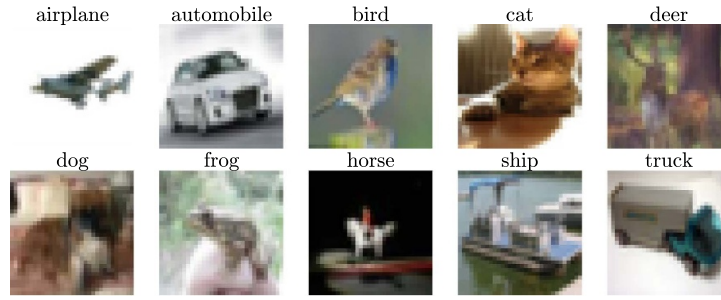 airplane automobile bird cat deer
dog frog horse ship truck